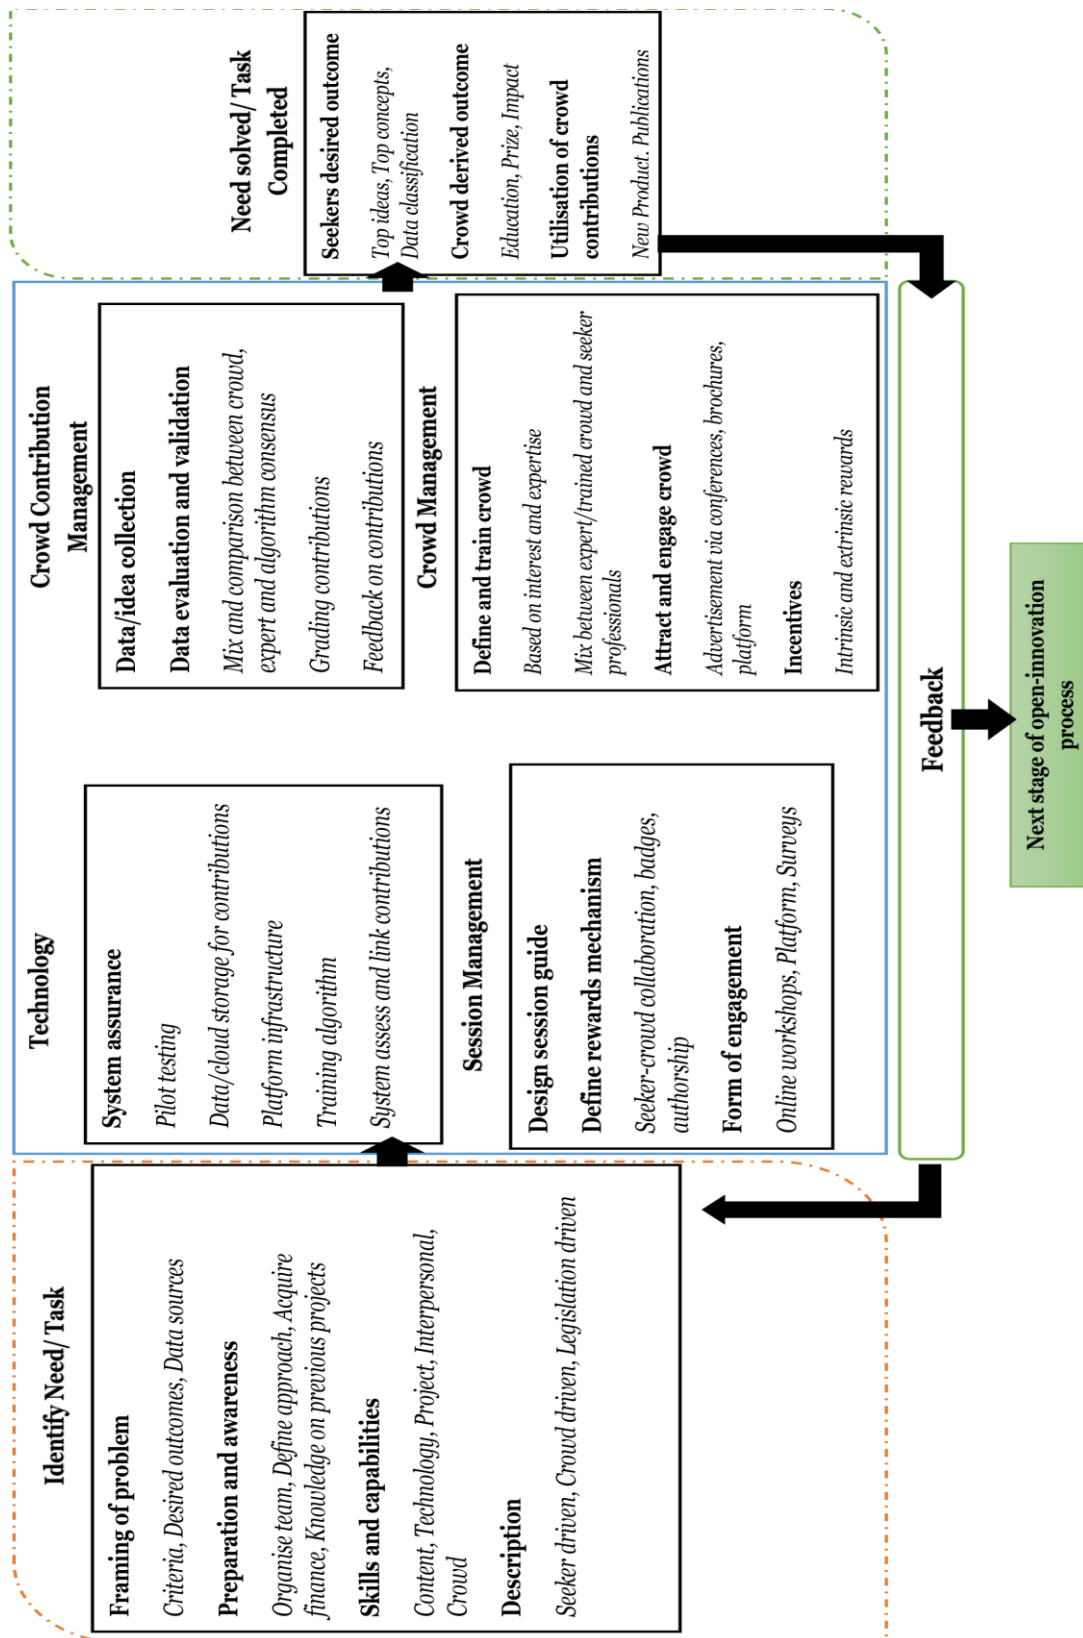 Identify Need/ Task
Framing of problem
Criteria, Desired outcomes, Data sources
Preparation and awareness
Organise team, Define approach, Acquire
finance, Knowledge on previous projects
Skills and capabilities
Content, Technology, Project, Interpersonal,
Crowd
Description
Seeker driven, Crowd driven, Legislation driven
Technology
System assurance
Pilot testing
Data/cloud storage for contributions
Platform infrastructure
Training algorithm
System assess and link contributions
Session Management
Design session guide
Define rewards mechanism
Seeker-crowd collaboration, badges,
authorship
Form of engagement
Online workshops, Platform, Surveys
Crowd Contribution
Management
Data/idea collection
Data evaluation and validation
Mix and comparison between crowd,
expert and algorithm consensus
Grading contributions
Feedback on contributions
Crowd Management
Define and train crowd
Based on interest and expertise
Mix between expert/trained crowd and seeker
professionals
Attract and engage crowd
Advertisement via conferences, brochures,
platform
Incentives
Intrinsic and extrinsic rewards
Need solved/ Task
Completed
Seekers desired outcome
Top ideas, Top concepts,
Data classification
Crowd derived outcome
Education, Prize, Impact
Utilisation of crowd
contributions
New Product. Publications
Feedback
Next stage of open-innovation
process